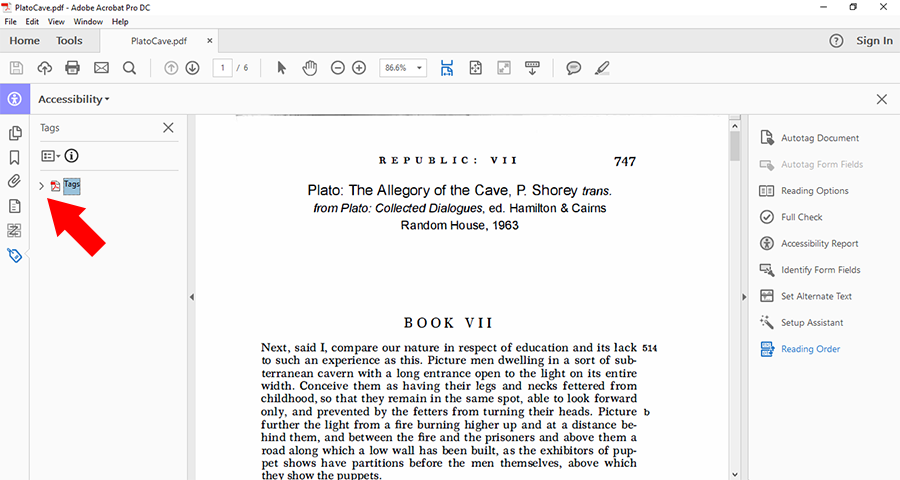 PlatoCave.pdf - Adobe Acrobat Pro DC
File Edit View Window Help
Home Tools PlatoCave.pdf × Sign In
1 / 6 86.6%
Accessibility
Tags
Tags
REPUBLIC: VII 747
Plato: The Allegory of the Cave, P. Shorey trans.
from Plato: Collected Dialogues, ed. Hamilton & Cairns
Random House, 1963
BOOK VII
Next, said I, compare our nature in respect of education and its lack 514
to such an experience as this. Picture men dwelling in a sort of sub-
terranean cavern with a long entrance open to the light on its entire
width. Conceive them as having their legs and necks fettered from
childhood, so that they remain in the same spot, able to look forward
only, and prevented by the fetters from turning their heads. Picture b
further the light from a fire burning higher up and at a distance be-
hind them, and between the fire and the prisoners and above them a
road along which a low wall has been built, as the exhibitors of pup-
pet shows have partitions before the men themselves, above which
they show the puppets.
Autotag Document
Autotag Form Fields
Reading Options
Full Check
Accessibility Report
Identify Form Fields
Set Alternate Text
Setup Assistant
Reading Order